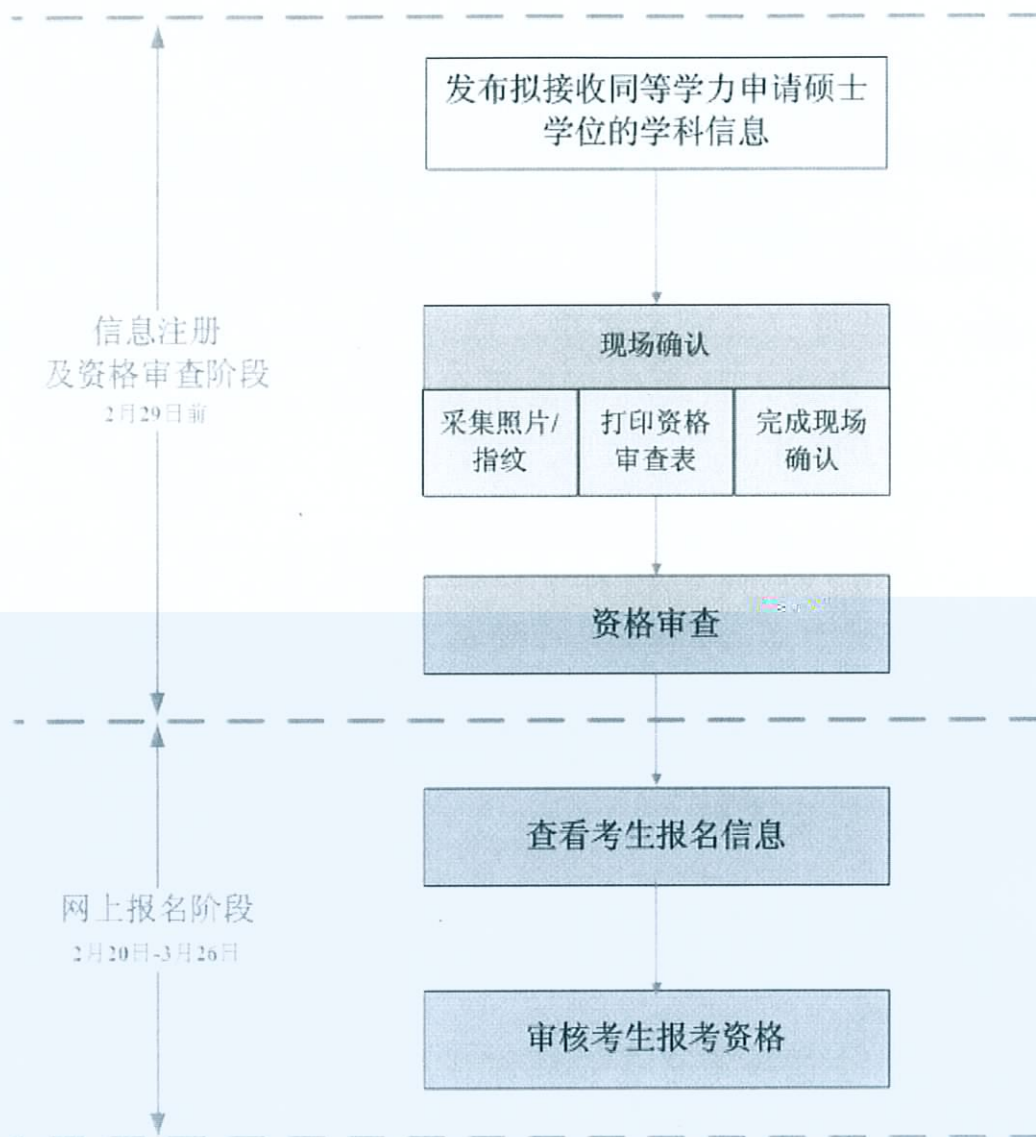 发布拟接收同等学力申请硕士
学位的学科信息
信息注册
及资格审查阶段
2月29日前
现场确认
采集照片/
指纹
打印资格
审查表
完成现场
确认
资格审查
查看考生报名信息
网上报名阶段
2月20日-3月26日
审核考生报考资格